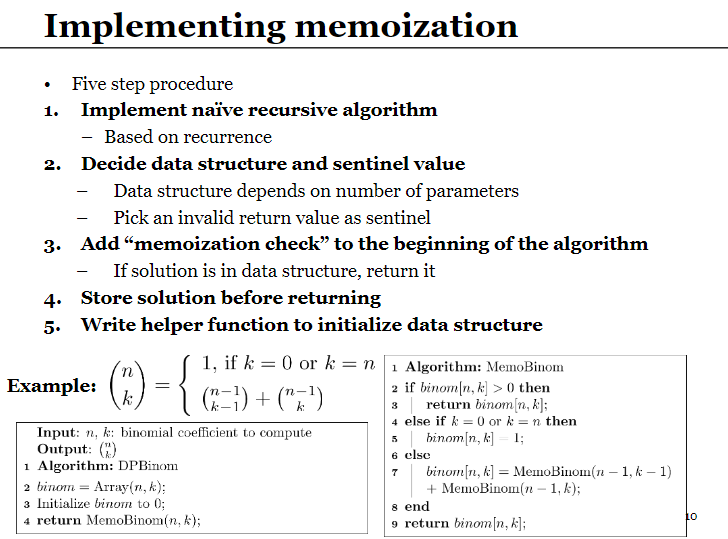 Implementing memoization
• Five step procedure
1. Implement naïve recursive algorithm
– Based on recurrence
2. Decide data structure and sentinel value
– Data structure depends on number of parameters
– Pick an invalid return value as sentinel
3. Add “memoization check” to the beginning of the algorithm
– If solution is in data structure, return it
4. Store solution before returning
5. Write helper function to initialize data structure
Example: (n k) = { 1, if k = 0 or k = n
(n−1 k−1) + (n−1 k)
Input: n, k: binomial coefficient to compute
Output: (n k)
1 Algorithm: DPBinom
2 binom = Array(n, k);
3 Initialize binom to 0;
4 return MemoBinom(n, k);
1 Algorithm: MemoBinom
2 if binom[n, k] > 0 then
3 return binom[n, k];
4 else if k = 0 or k = n then
5 binom[n, k] = 1;
6 else
7 binom[n, k] = MemoBinom(n − 1, k − 1)
+ MemoBinom(n − 1, k);
8 end
9 return binom[n, k];
10